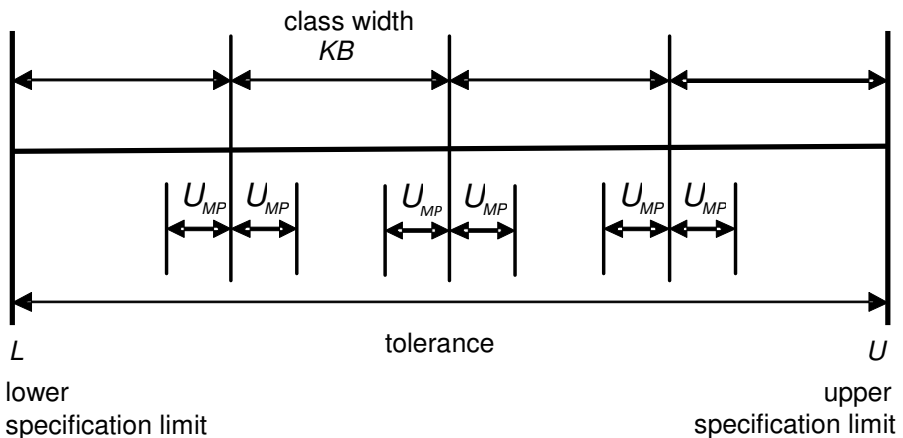 class width
KB
U_MP U_MP U_MP U_MP U_MP U_MP
L tolerance U
lower upper
specification limit specification limit